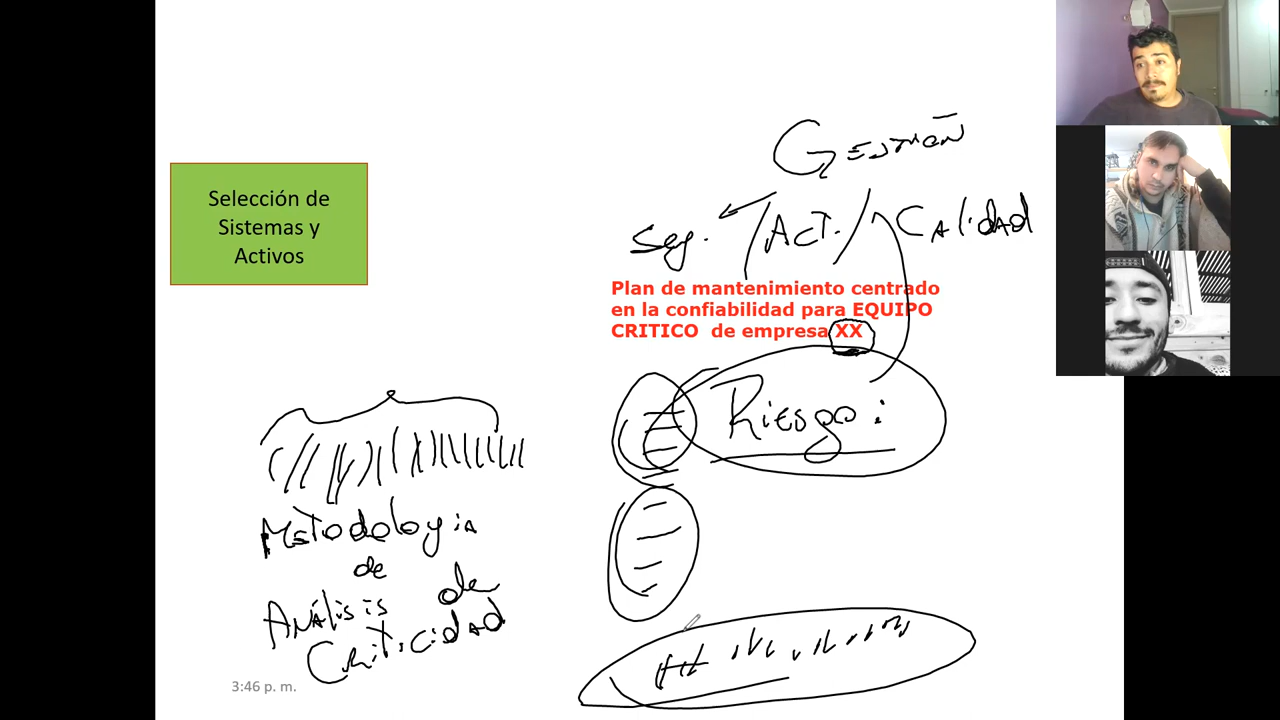 Gestión
Seg. / Act. / Calidad
Selección de
Sistemas y
Activos
Plan de mantenimiento centrado
en la confiabilidad para EQUIPO
CRITICO de empresa XX
Riesgo:
Metodologia
de
Análisis de
Criticidad
3:46 p. m.